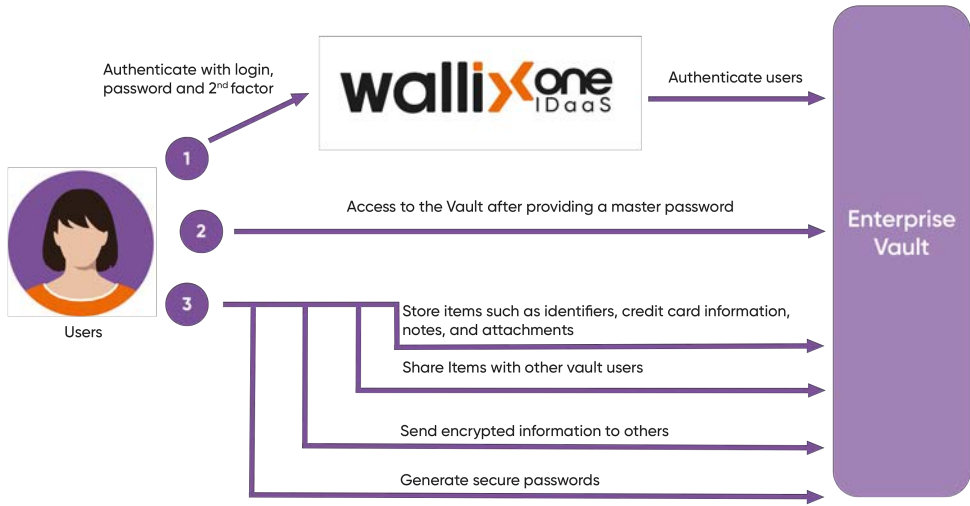 Authenticate with login,
password and 2nd factor
wallix one
IDaaS
Authenticate users
1
Access to the Vault after providing a master password
2
Enterprise
Vault
3
Users
Store items such as identifiers, credit card information,
notes, and attachments
Share Items with other vault users
Send encrypted information to others
Generate secure passwords